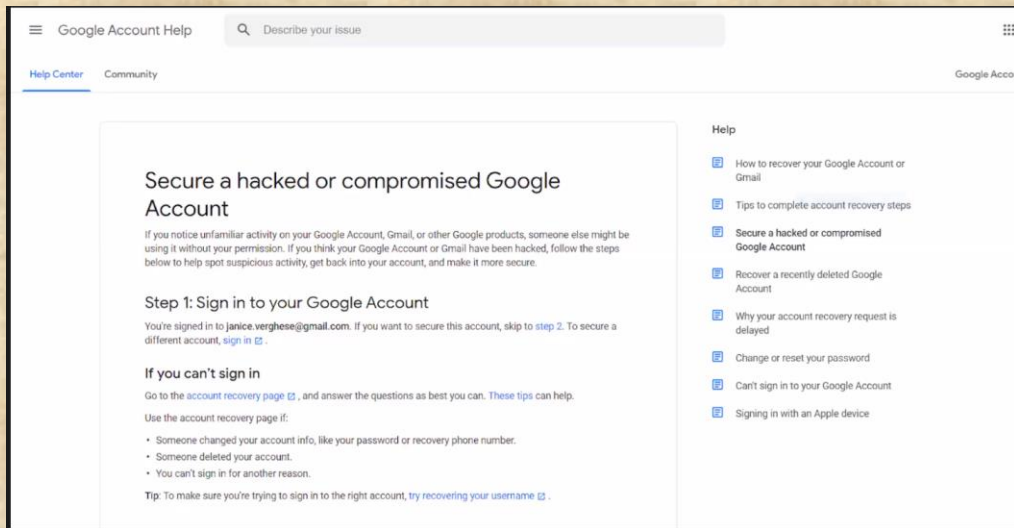 Google Account Help
Describe your issue
Help Center Community
Google Acco
Secure a hacked or compromised Google
Account
If you notice unfamiliar activity on your Google Account, Gmail, or other Google products, someone else might be
using it without your permission. If you think your Google Account or Gmail have been hacked, follow the steps
below to help spot suspicious activity, get back into your account, and make it more secure.
Step 1: Sign in to your Google Account
You're signed in to janice.verghese@gmail.com. If you want to secure this account, skip to step 2. To secure a
different account, sign in .
If you can't sign in
Go to the account recovery page , and answer the questions as best you can. These tips can help.
Use the account recovery page if:
• Someone changed your account info, like your password or recovery phone number.
• Someone deleted your account.
• You can't sign in for another reason.
Tip: To make sure you're trying to sign in to the right account, try recovering your username .
Help
How to recover your Google Account or
Gmail
Tips to complete account recovery steps
Secure a hacked or compromised
Google Account
Recover a recently deleted Google
Account
Why your account recovery request is
delayed
Change or reset your password
Can't sign in to your Google Account
Signing in with an Apple device